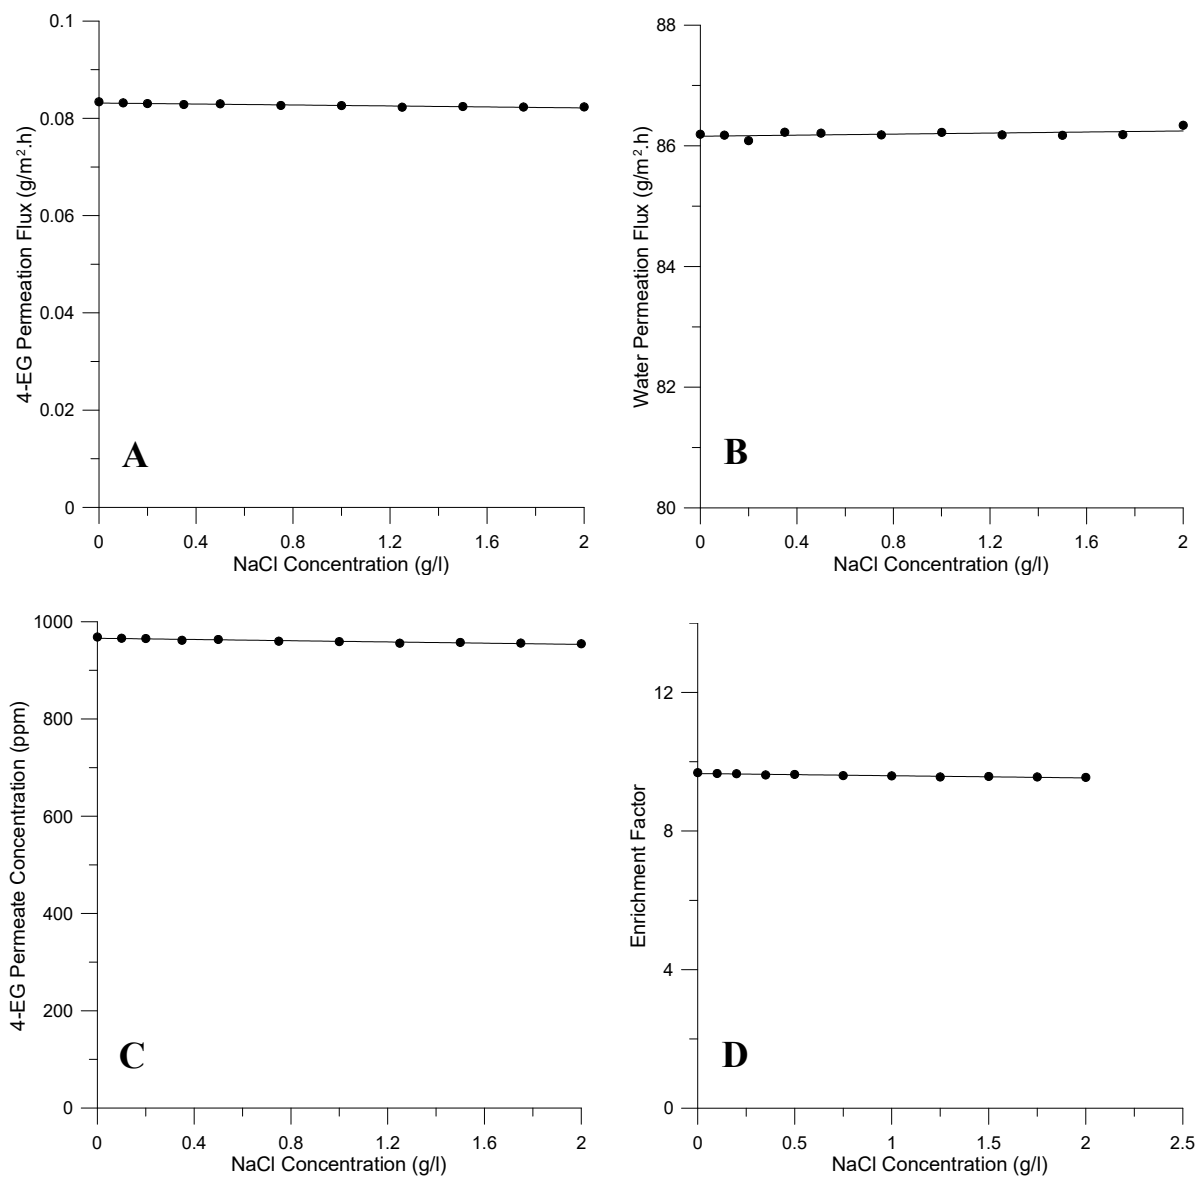 0.1
0.08
0.06
0.04
0.02
0
4-EG Permeation Flux (g/m².h)
A
0 0.4 0.8 1.2 1.6 2
NaCl Concentration (g/l)
88
86
84
82
80
Water Permeation Flux (g/m².h)
B
0 0.4 0.8 1.2 1.6 2
NaCl Concentration (g/l)
1000
800
600
400
200
0
4-EG Permeate Concentration (ppm)
C
0 0.4 0.8 1.2 1.6 2
NaCl Concentration (g/l)
12
8
4
0
Enrichment Factor
D
0 0.5 1 1.5 2 2.5
NaCl Concentration (g/l)